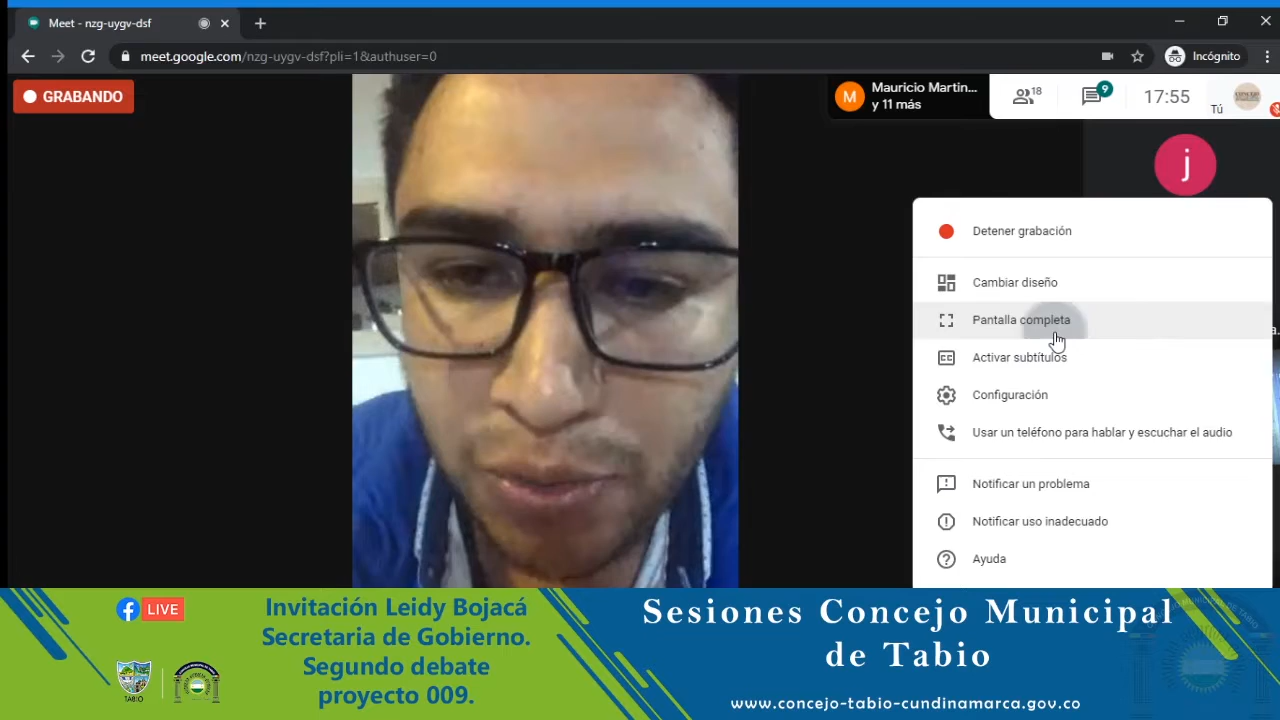 Meet - nzg-uygv-dsf
meet.google.com/nzg-uygv-dsf?pli=1&authuser=0
Incógnito
GRABANDO
M
Mauricio Martin...
y 11 más
18
9
17:55
Tú
j
Detener grabación
Cambiar diseño
Pantalla completa
CC Activar subtítulos
Configuración
Usar un teléfono para hablar y escuchar el audio
Notificar un problema
Notificar uso inadecuado
Ayuda
f LIVE
TABIO
Invitación Leidy Bojacá
Secretaria de Gobierno.
Segundo debate
proyecto 009.
Sesiones Concejo Municipal
de Tabio
www.concejo-tabio-cundinamarca.gov.co